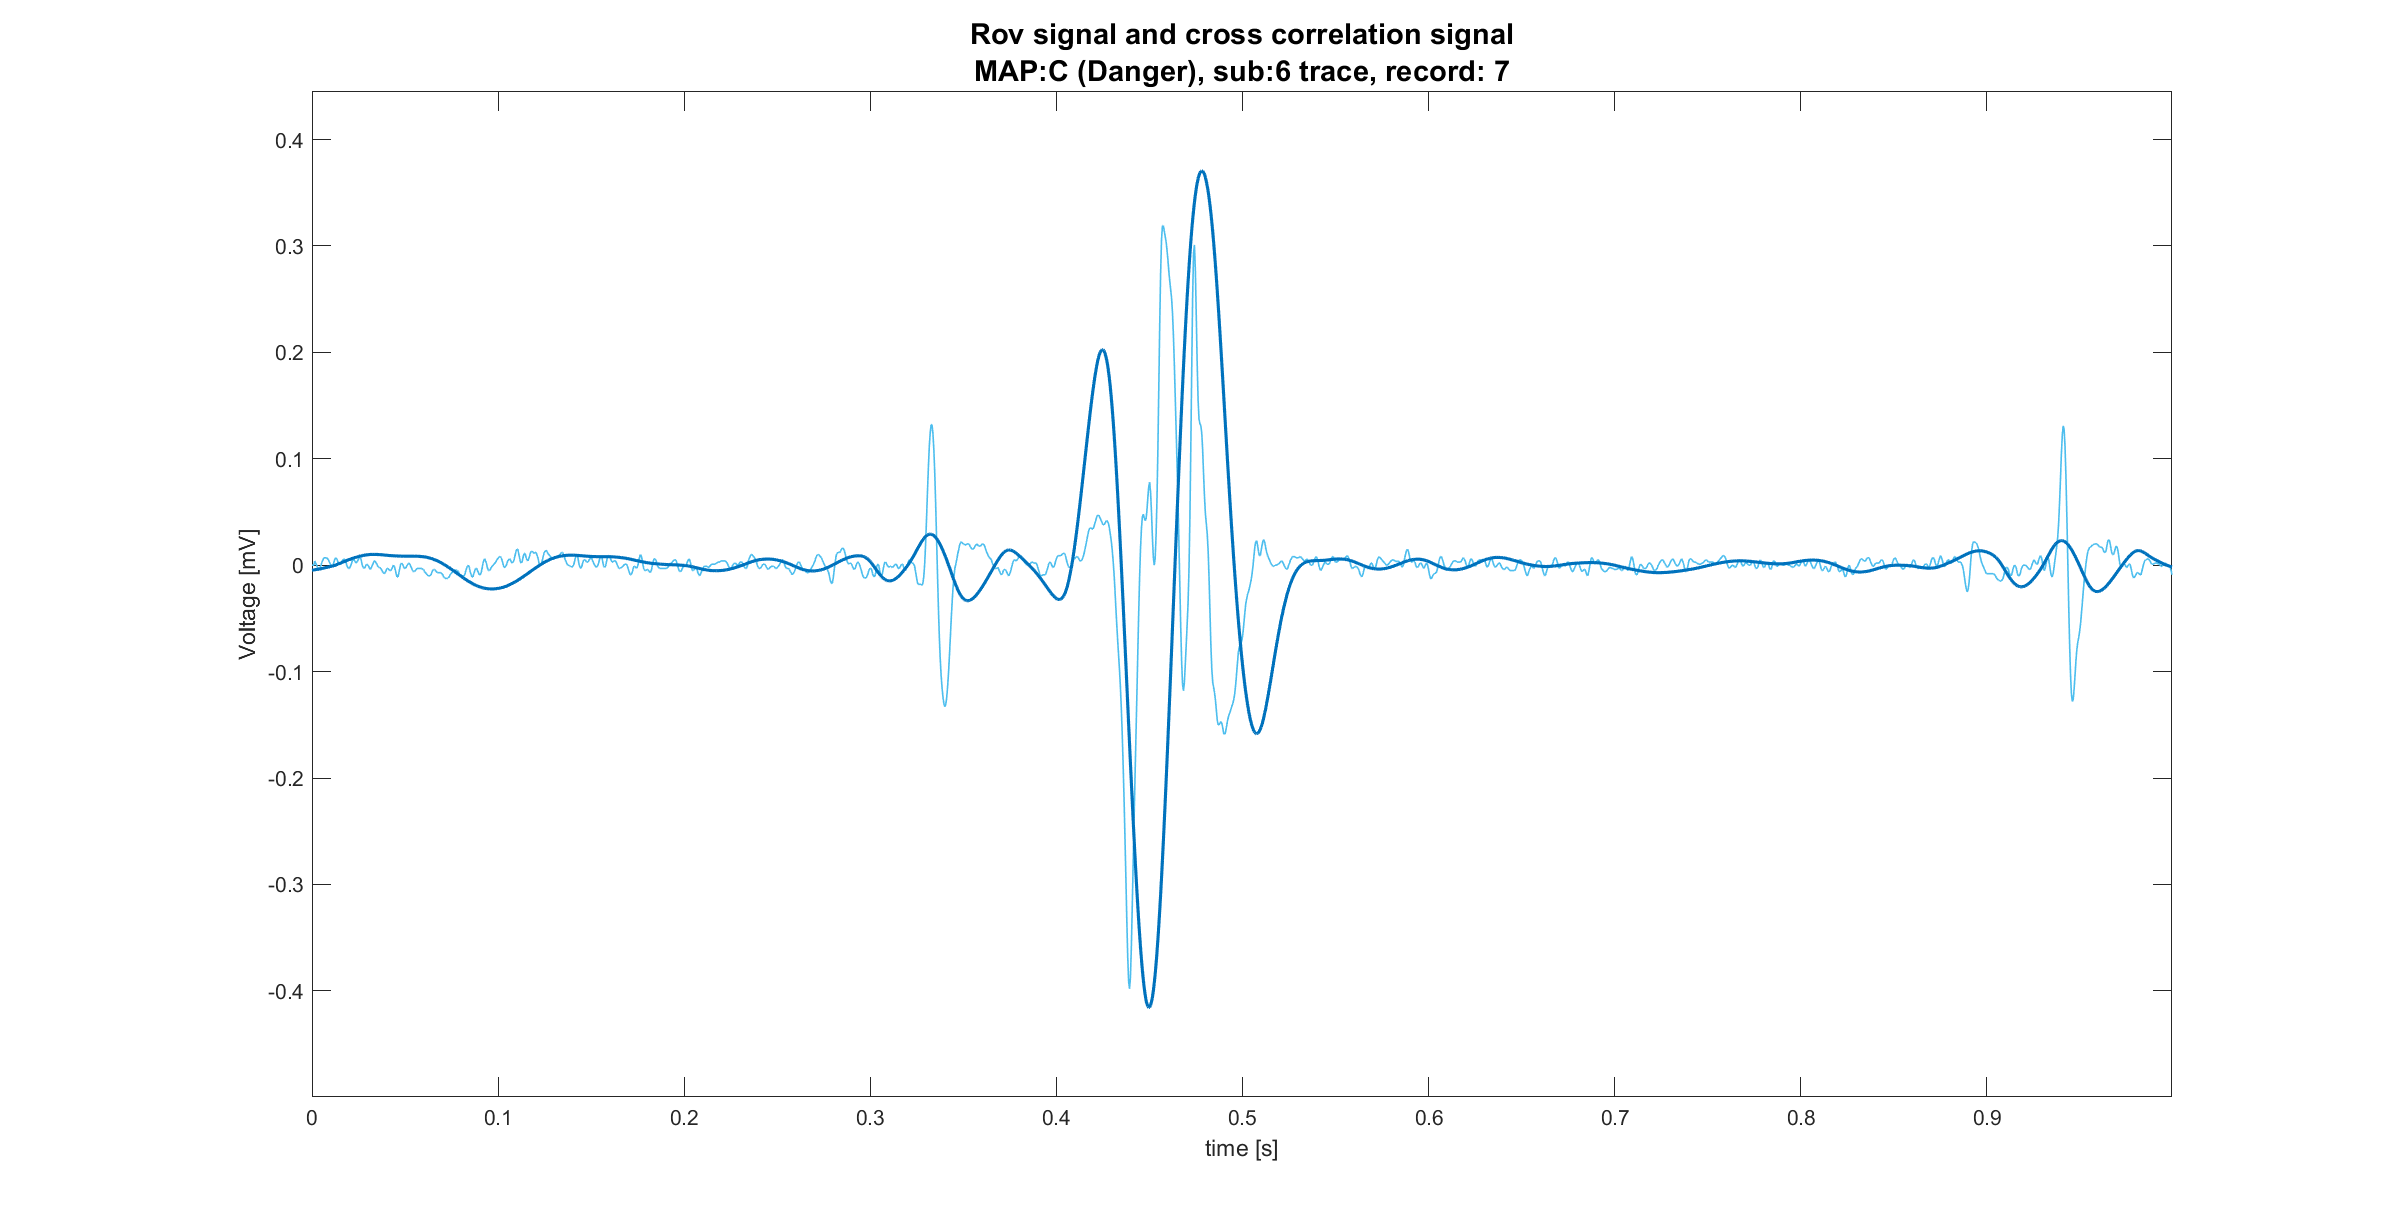 Rov signal and cross correlation signal
MAP:C (Danger), sub:6 trace, record: 7
0.4
0.3
0.2
0.1
0
-0.1
-0.2
-0.3
-0.4
Voltage [mV]
0 0.1 0.2 0.3 0.4 0.5 0.6 0.7 0.8 0.9
time [s]